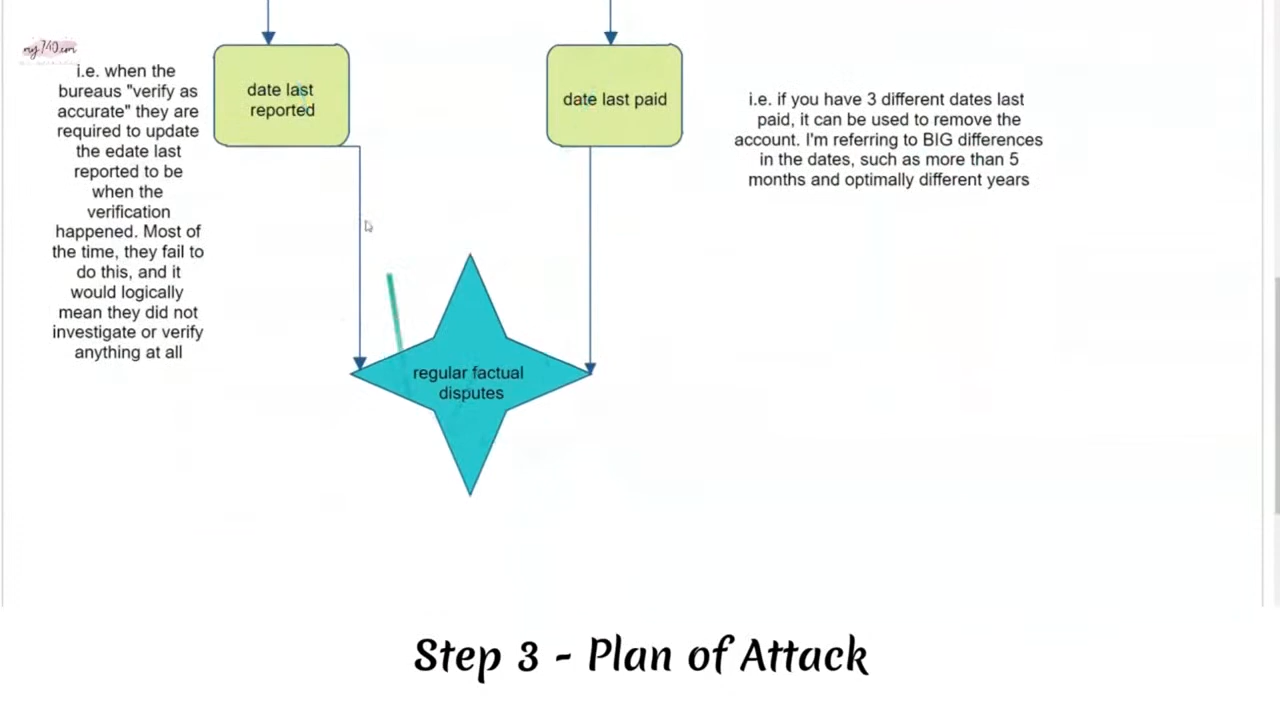 my740.com
date last
reported
date last paid
i.e. when the
bureaus "verify as
accurate" they are
required to update
the edate last
reported to be
when the
verification
happened. Most of
the time, they fail to
do this, and it
would logically
mean they did not
investigate or verify
anything at all
i.e. if you have 3 different dates last
paid, it can be used to remove the
account. I'm referring to BIG differences
in the dates, such as more than 5
months and optimally different years
regular factual
disputes
Step 3 - Plan of Attack